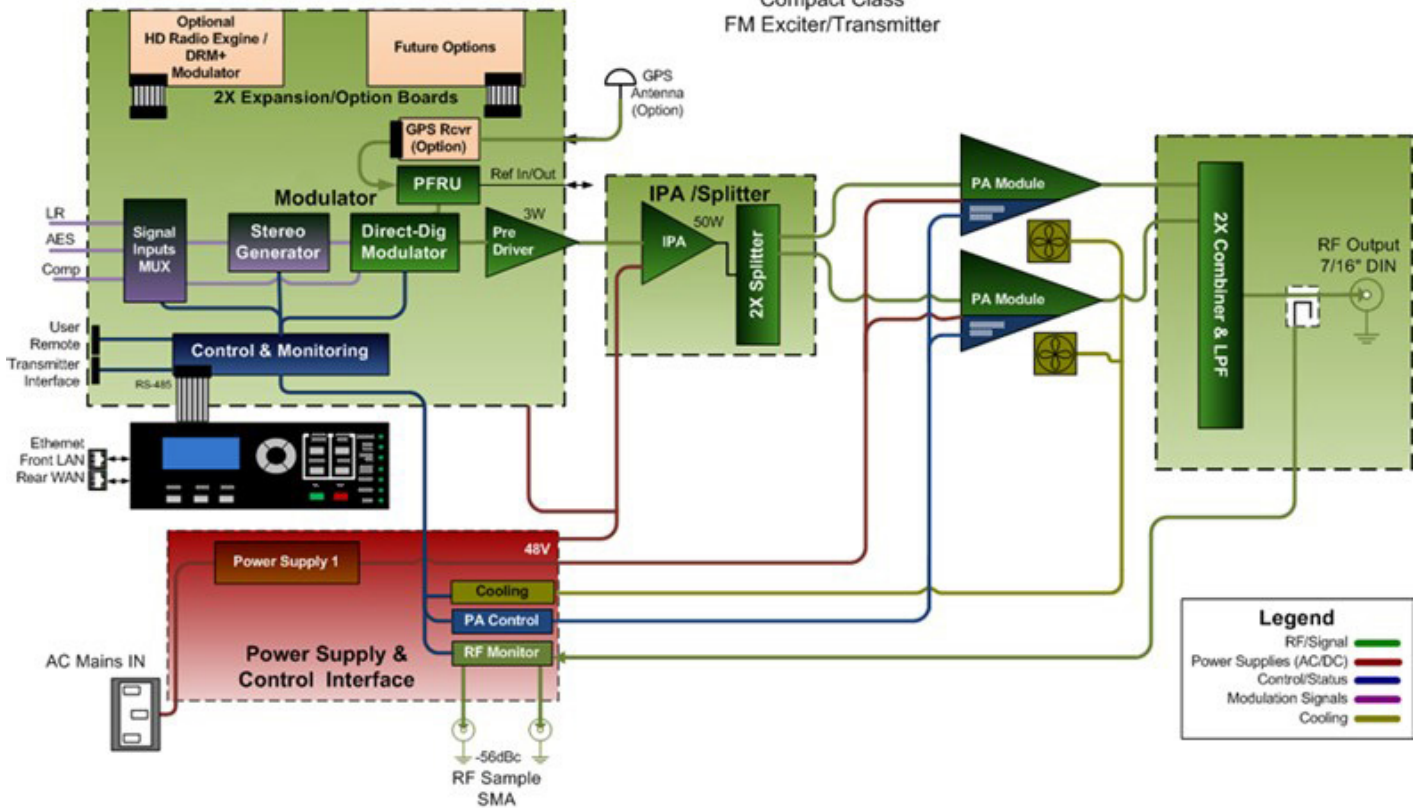 Compact Class
FM Exciter/Transmitter
Optional
HD Radio Exgine /
DRM+
Modulator
Future Options
2X Expansion/Option Boards
GPS
Antenna
(Option)
GPS Rcvr
(Option)
PFRU
Ref In/Out
Modulator
LR
AES
Comp
Signal
Inputs
MUX
Stereo
Generator
Direct-Dig
Modulator
3W
Pre
Driver
IPA /Splitter
50W
IPA
2X Splitter
PA Module
PA Module
2X Combiner & LPF
RF Output
7/16" DIN
User
Remote
Transmitter
Interface
Control & Monitoring
RS-485
Ethernet
Front LAN
Rear WAN
48V
Power Supply 1
Cooling
PA Control
RF Monitor
Power Supply &
Control Interface
AC Mains IN
-56dBc
RF Sample
SMA
Legend
RF/Signal
Power Supplies (AC/DC)
Control/Status
Modulation Signals
Cooling